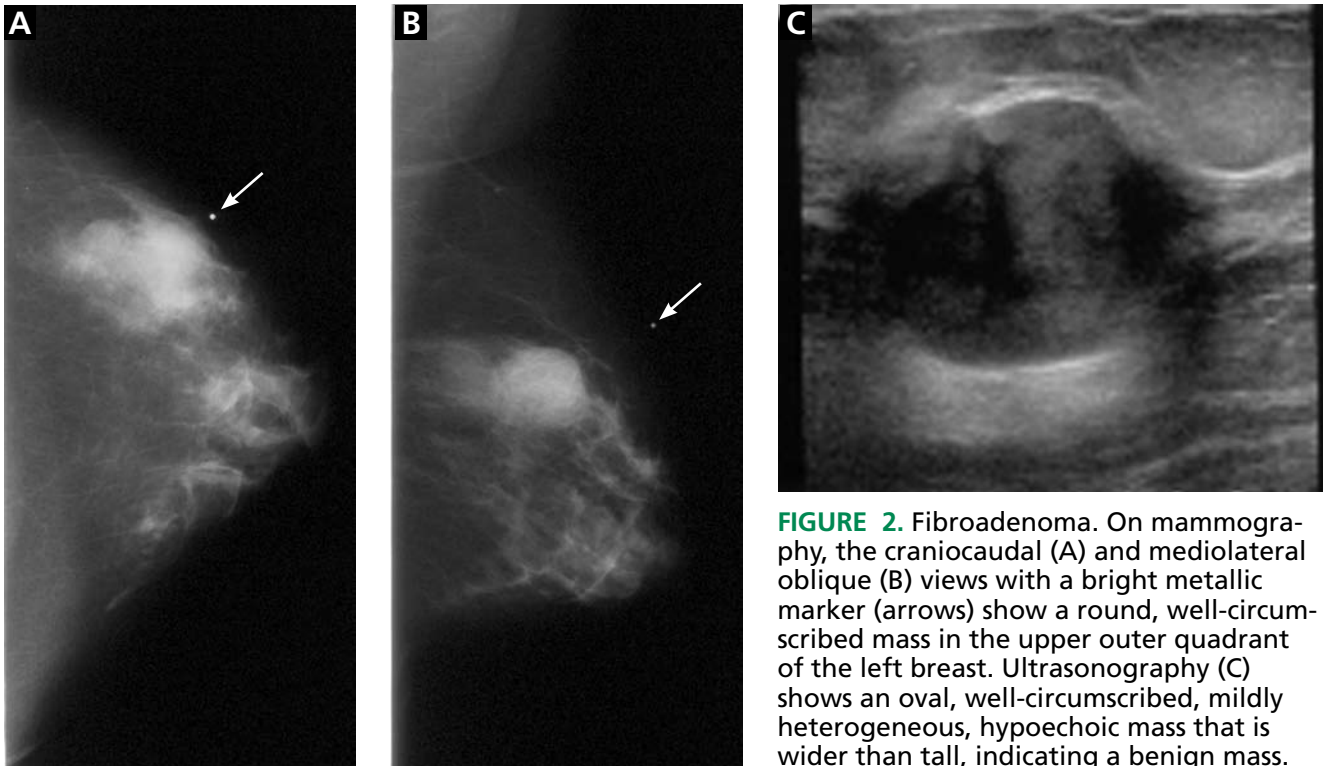 A
B
C
FIGURE 2. Fibroadenoma. On mammogra-
phy, the craniocaudal (A) and mediolateral
oblique (B) views with a bright metallic
marker (arrows) show a round, well-circum-
scribed mass in the upper outer quadrant
of the left breast. Ultrasonography (C)
shows an oval, well-circumscribed, mildly
heterogeneous, hypoechoic mass that is
wider than tall, indicating a benign mass.